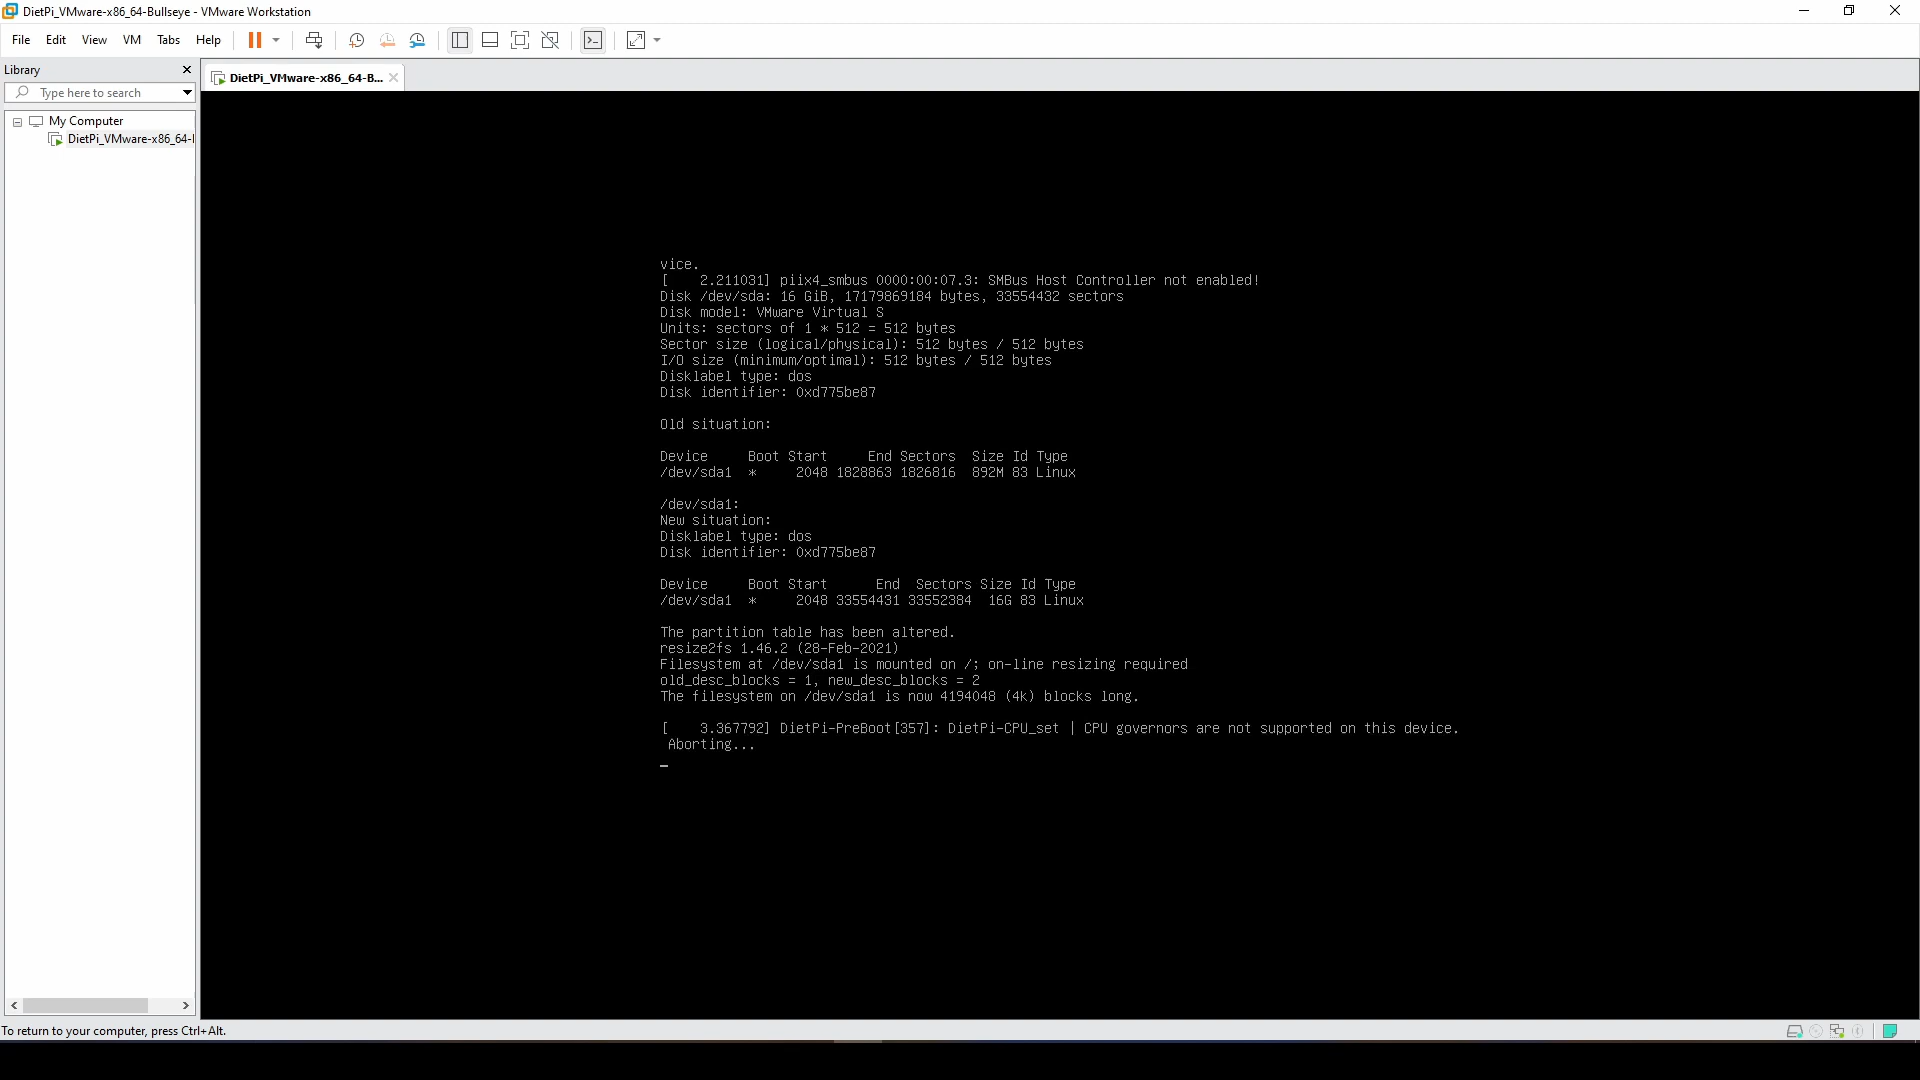 DietPi_VMware-x86_64-Bullseye - VMware Workstation
File Edit View VM Tabs Help
Library
DietPi_VMware-x86_64-B...
Type here to search
My Computer
DietPi_VMware-x86_64-
vice.
[    2.211031] piix4_smbus 0000:00:07.3: SMBus Host Controller not enabled!
Disk /dev/sda: 16 GiB, 17179869184 bytes, 33554432 sectors
Disk model: VMware Virtual S
Units: sectors of 1 * 512 = 512 bytes
Sector size (logical/physical): 512 bytes / 512 bytes
I/O size (minimum/optimal): 512 bytes / 512 bytes
Disklabel type: dos
Disk identifier: 0xd775be87
Old situation:
Device     Boot Start     End Sectors  Size Id Type
/dev/sda1  *     2048 1828863 1826816  892M 83 Linux
/dev/sda1:
New situation:
Disklabel type: dos
Disk identifier: 0xd775be87
Device     Boot Start      End  Sectors Size Id Type
/dev/sda1  *     2048 33554431 33552384  16G 83 Linux
The partition table has been altered.
resize2fs 1.46.2 (28-Feb-2021)
Filesystem at /dev/sda1 is mounted on /; on-line resizing required
old_desc_blocks = 1, new_desc_blocks = 2
The filesystem on /dev/sda1 is now 4194048 (4k) blocks long.
[    3.367792] DietPi-PreBoot[357]: DietPi-CPU_set | CPU governors are not supported on this device.
Aborting...
To return to your computer, press Ctrl+Alt.